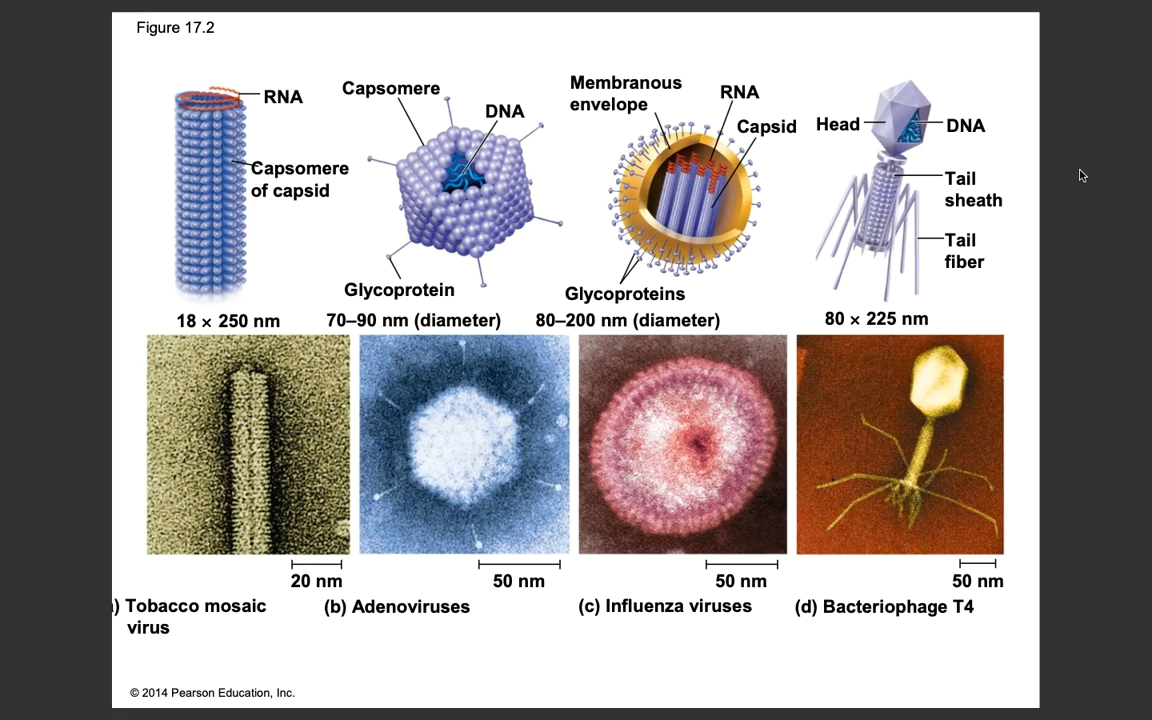 Figure 17.2
RNA
Capsomere
of capsid
18 × 250 nm
Capsomere
DNA
Glycoprotein
70–90 nm (diameter)
Membranous
envelope
RNA
Capsid
Glycoproteins
80–200 nm (diameter)
Head
DNA
Tail
sheath
Tail
fiber
80 × 225 nm
20 nm
50 nm
50 nm
50 nm
) Tobacco mosaic
virus
(b) Adenoviruses
(c) Influenza viruses
(d) Bacteriophage T4
© 2014 Pearson Education, Inc.